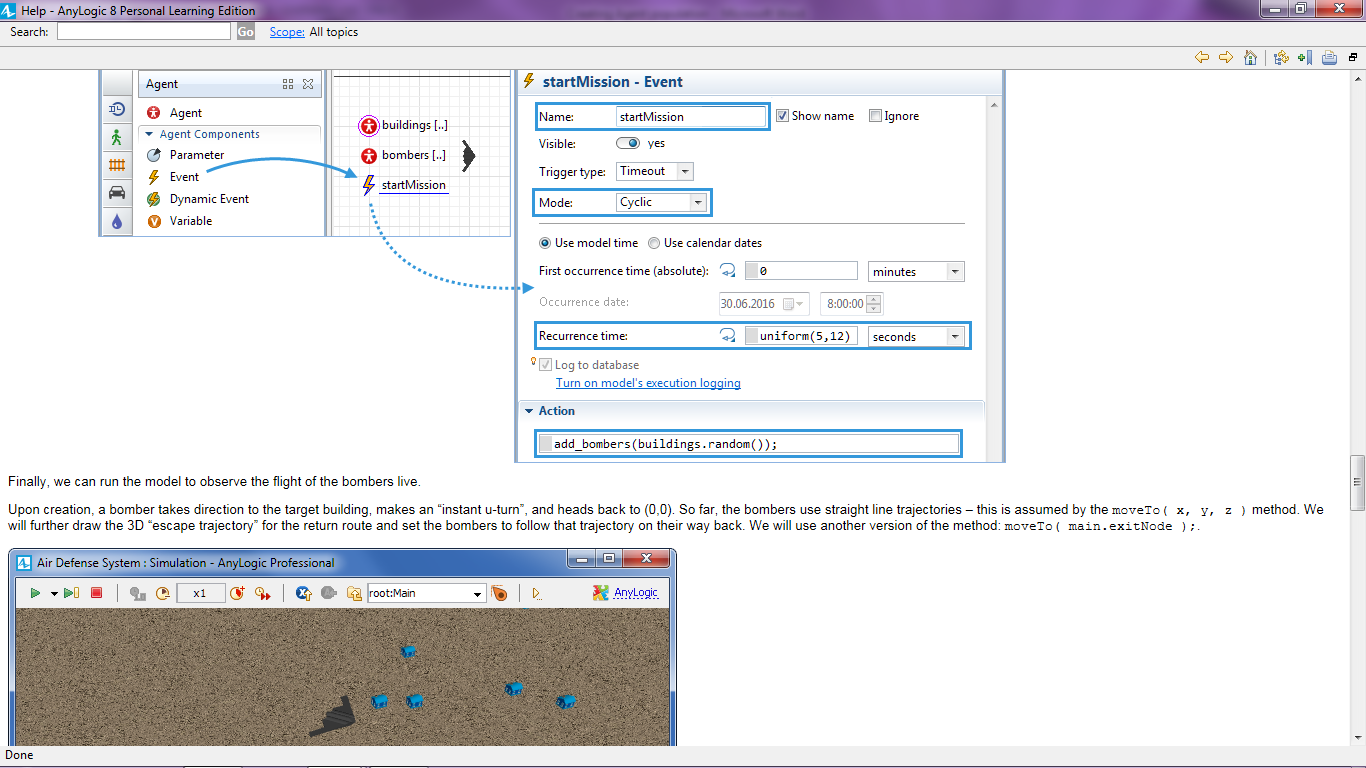 Help - AnyLogic 8 Personal Learning Edition
Search:
Go
Scope: All topics
Agent
Agent
Agent Components
Parameter
Event
Dynamic Event
Variable
buildings [..]
bombers [..]
startMission
startMission - Event
Name: startMission
Show name
Ignore
Visible: yes
Trigger type: Timeout
Mode: Cyclic
Use model time Use calendar dates
First occurrence time (absolute): 0 minutes
Occurrence date: 30.06.2016 8:00:00
Recurrence time: uniform(5,12) seconds
Log to database
Turn on model's execution logging
Action
add_bombers(buildings.random());
Finally, we can run the model to observe the flight of the bombers live.
Upon creation, a bomber takes direction to the target building, makes an “instant u-turn”, and heads back to (0,0). So far, the bombers use straight line trajectories – this is assumed by the moveTo( x, y, z ) method. We
will further draw the 3D “escape trajectory” for the return route and set the bombers to follow that trajectory on their way back. We will use another version of the method: moveTo( main.exitNode );.
Air Defense System : Simulation - AnyLogic Professional
x1
root:Main
AnyLogic
Done